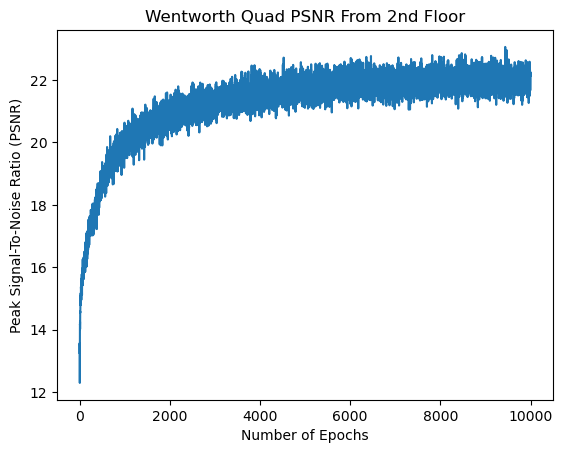 Wentworth Quad PSNR From 2nd Floor
Peak Signal-To-Noise Ratio (PSNR)
22
20
18
16
14
12
0 2000 4000 6000 8000 10000
Number of Epochs